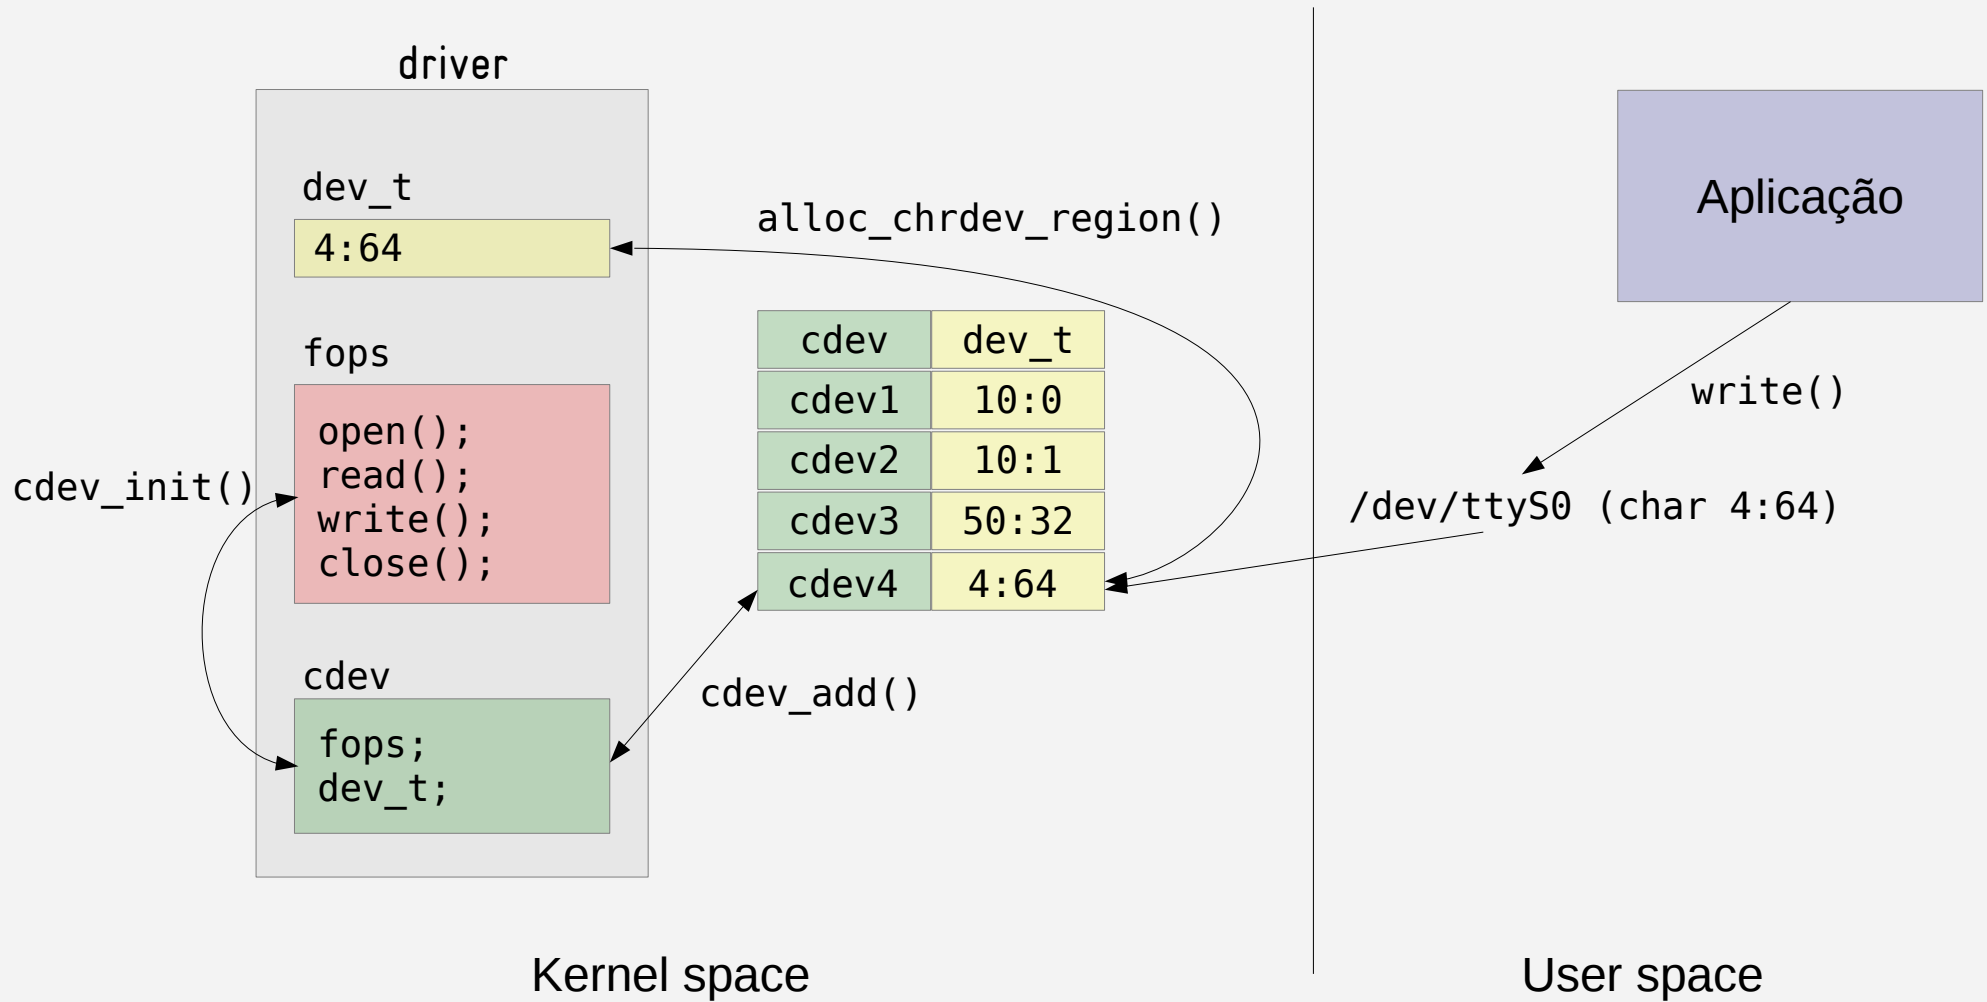 driver
dev_t
4:64
fops
open();
read();
write();
close();
cdev_init()
cdev
fops;
dev_t;
alloc_chrdev_region()
cdev dev_t
cdev1 10:0
cdev2 10:1
cdev3 50:32
cdev4 4:64
cdev_add()
Kernel space
Aplicação
write()
/dev/ttyS0 (char 4:64)
User space